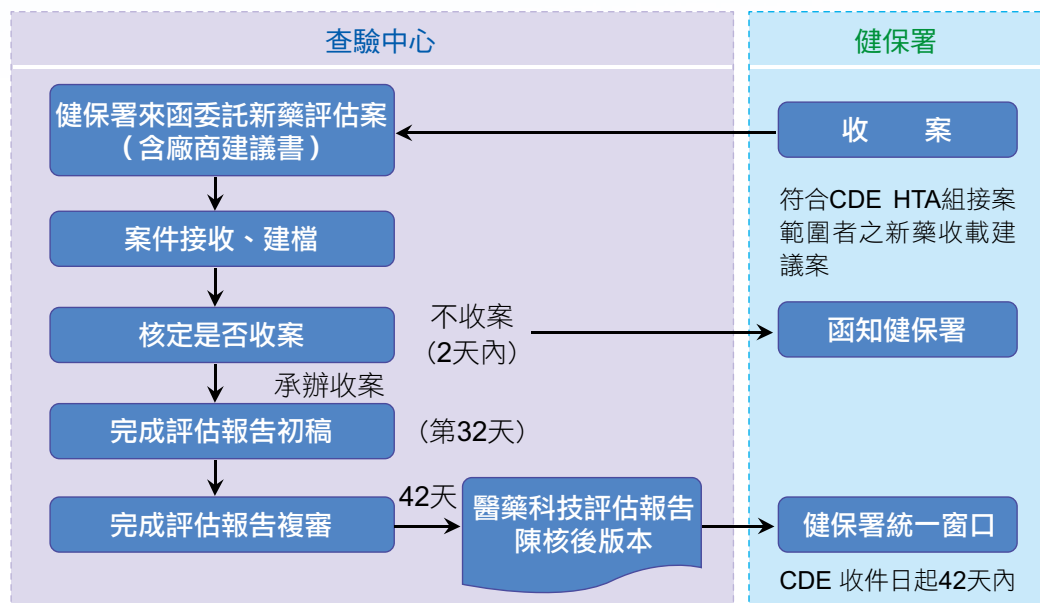 查驗中心
健保署
健保署來函委託新藥評估案
（含廠商建議書）
收 案
符合CDE HTA組接案
範圍者之新藥收載建
議案
案件接收、建檔
核定是否收案
不收案
（2天內）
函知健保署
承辦收案
完成評估報告初稿
（第32天）
完成評估報告複審
42天
醫藥科技評估報告
陳核後版本
健保署統一窗口
CDE 收件日起42天內